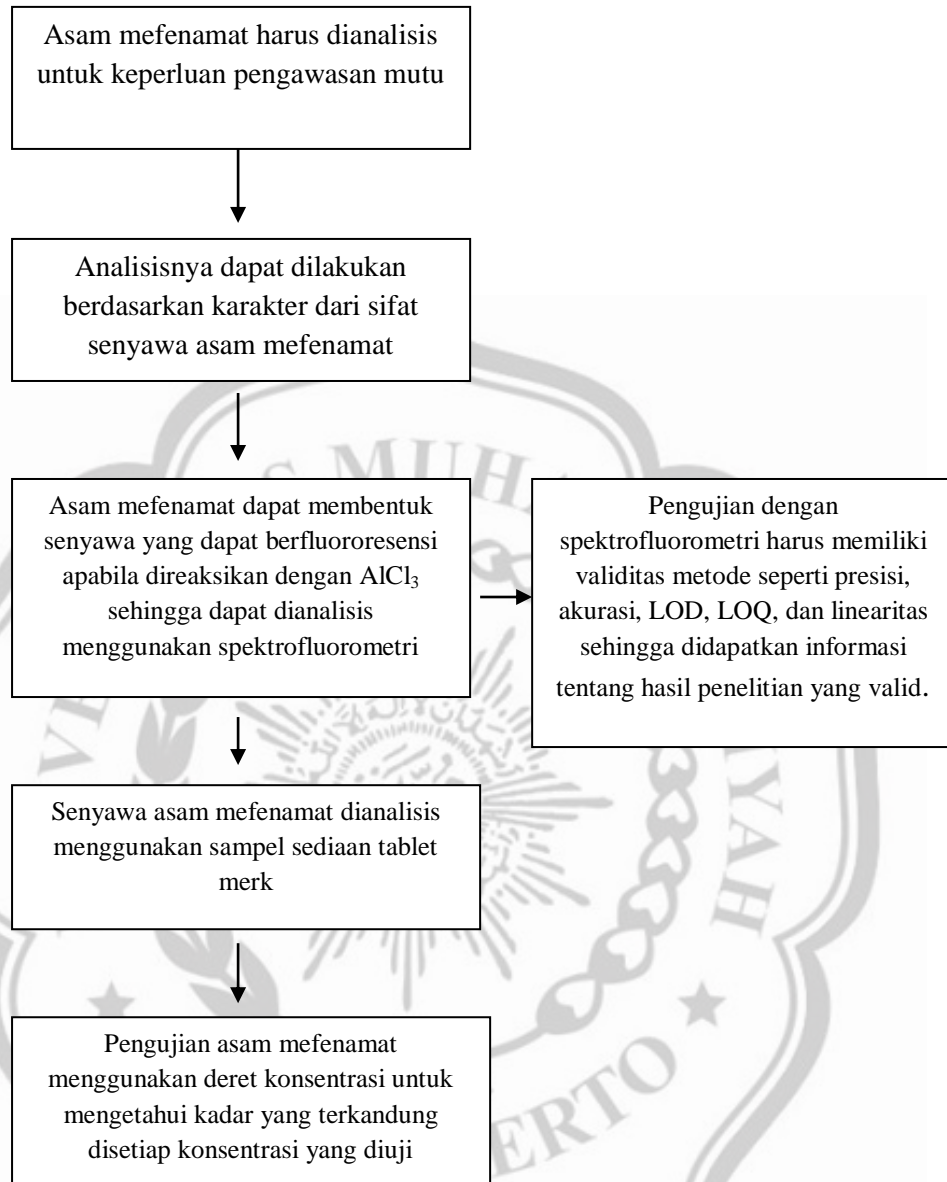 Asam mefenamat harus dianalisis
untuk keperluan pengawasan mutu
Analisisnya dapat dilakukan
berdasarkan karakter dari sifat
senyawa asam mefenamat
Asam mefenamat dapat membentuk
senyawa yang dapat berfluororesensi
apabila direaksikan dengan AlCl₃
sehingga dapat dianalisis
menggunakan spektrofluorometri
Pengujian dengan
spektrofluorometri harus memiliki
validitas metode seperti presisi,
akurasi, LOD, LOQ, dan linearitas
sehingga didapatkan informasi
tentang hasil penelitian yang valid.
Senyawa asam mefenamat dianalisis
menggunakan sampel sediaan tablet
merk
Pengujian asam mefenamat
menggunakan deret konsentrasi untuk
mengetahui kadar yang terkandung
disetiap konsentrasi yang diuji